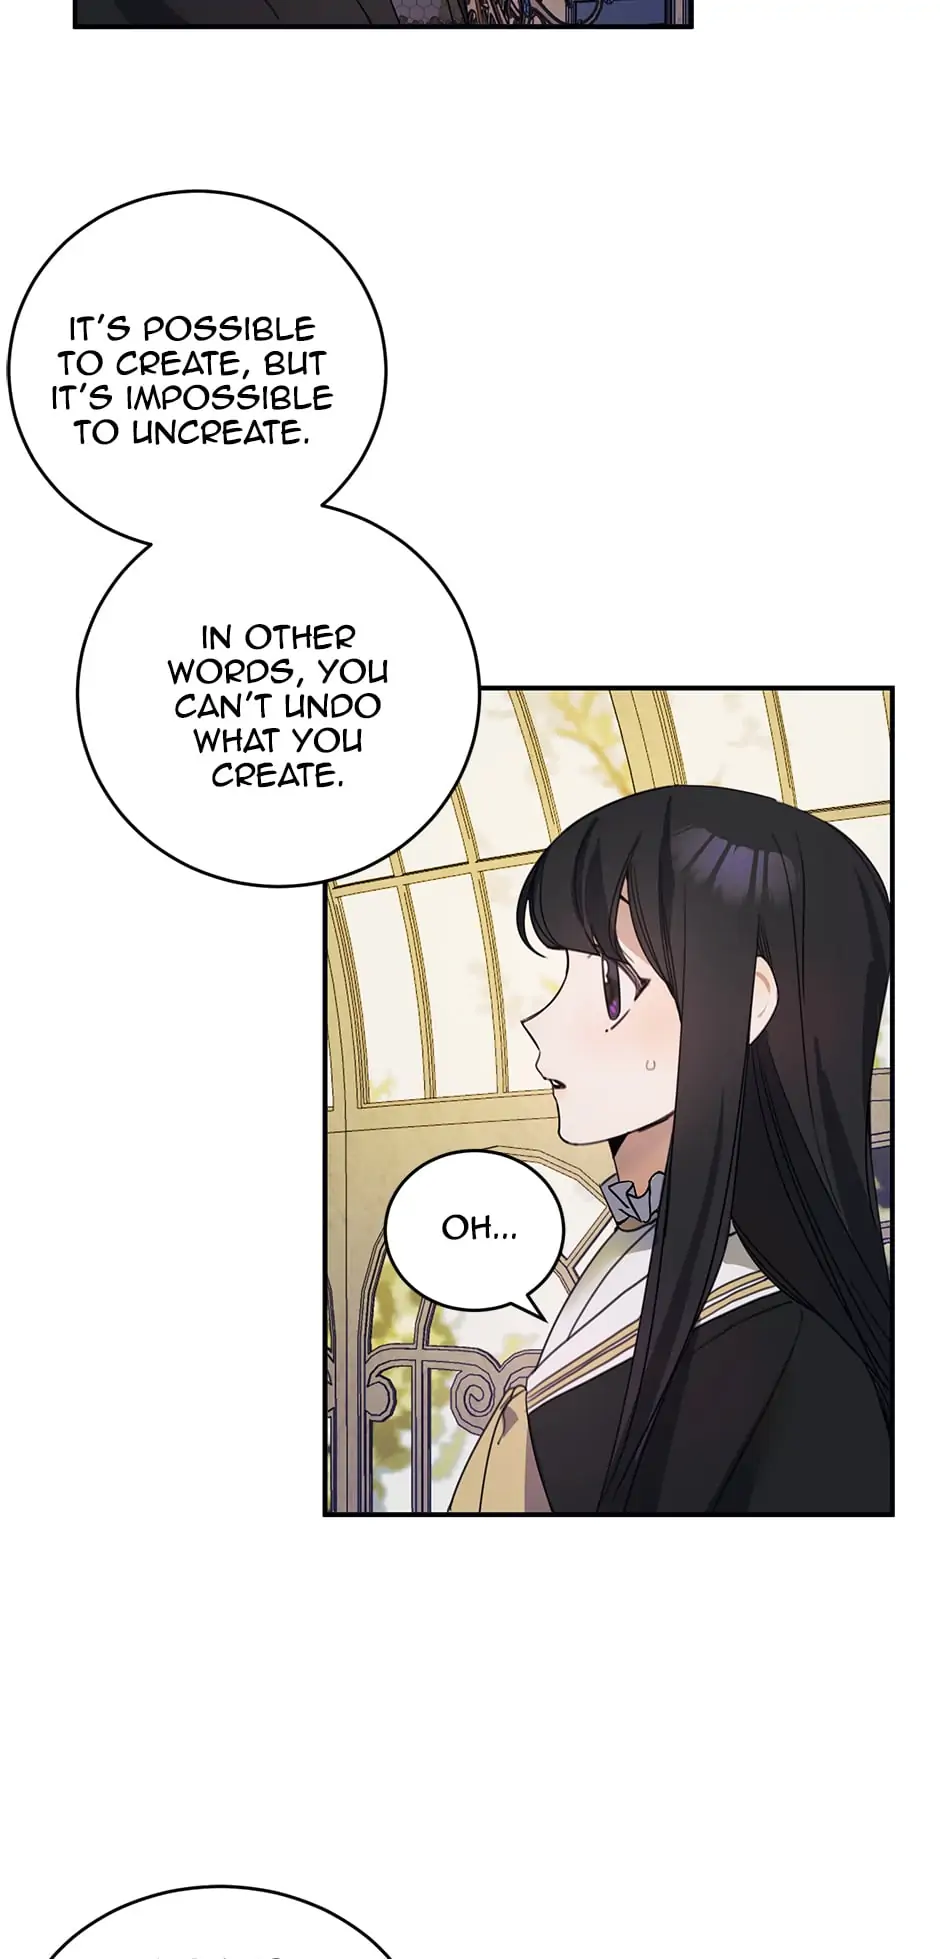 IT'S POSSIBLE
TO CREATE, BUT
IT'S IMPOSSIBLE
TO UNCREATE.
IN OTHER
WORDS, YOU
CAN'T UNDO
WHAT YOU
CREATE.
OH...